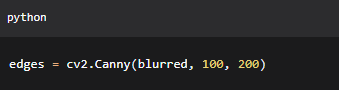 python
edges = cv2.Canny(blurred, 100, 200)